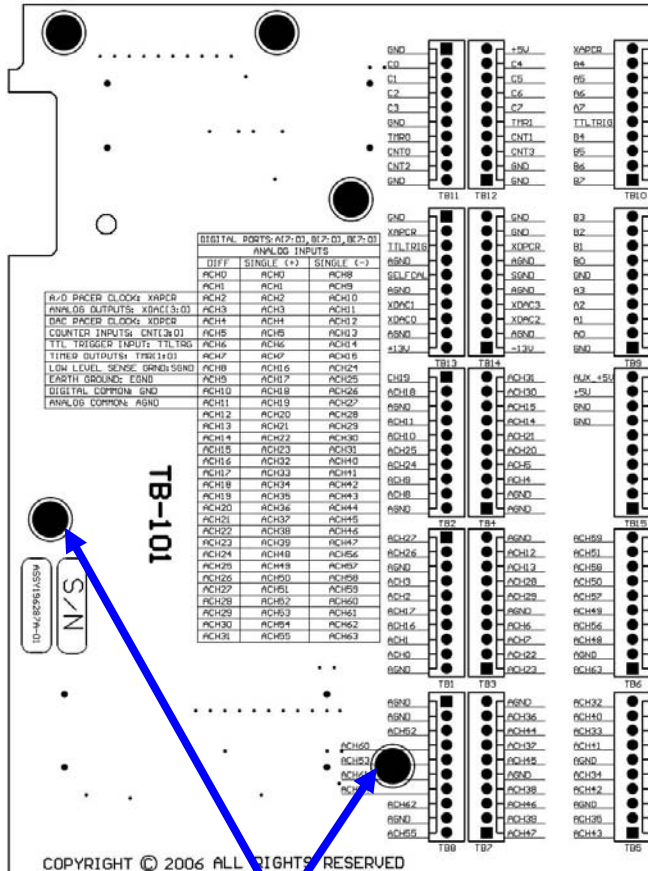 GND +5V XAPCR
C0 C4 A4
C1 C5 A5
C2 C6 A6
C3 C7 A7
GND TMR1 TTLTRIG
TMR0 CNT1 B4
CNT0 CNT3 B5
CNT2 GND B6
GND GND B7
TB11 TB12 TB10
GND GND B3
XAPCR GND B2
TTLTRIG XDPCR B1
AGND AGND B0
SELFCAL SGND GND
AGND AGND A3
XDAC1 XDAC3 A2
XDAC0 XDAC2 A1
AGND AGND A0
+13V -13V GND
TB13 TB14 TB9
DIGITAL PORTS: A[7:0], B[7:0], B[7:0]
ANALOG INPUTS
DIFF SINGLE (+) SINGLE (-)
ACH0 ACH0 ACH8
ACH1 ACH1 ACH9
ACH2 ACH2 ACH10
ACH3 ACH3 ACH11
ACH4 ACH4 ACH12
ACH5 ACH5 ACH13
ACH6 ACH6 ACH14
ACH7 ACH7 ACH15
ACH8 ACH16 ACH24
ACH9 ACH17 ACH25
ACH10 ACH18 ACH26
ACH11 ACH19 ACH27
ACH12 ACH20 ACH28
ACH13 ACH21 ACH29
ACH14 ACH22 ACH30
ACH15 ACH23 ACH31
ACH16 ACH32 ACH40
ACH17 ACH33 ACH41
ACH18 ACH34 ACH42
ACH19 ACH35 ACH43
ACH20 ACH36 ACH44
ACH21 ACH37 ACH45
ACH22 ACH38 ACH46
ACH23 ACH39 ACH47
ACH24 ACH48 ACH56
ACH25 ACH49 ACH57
ACH26 ACH50 ACH58
ACH27 ACH51 ACH59
ACH28 ACH52 ACH60
ACH29 ACH53 ACH61
ACH30 ACH54 ACH62
ACH31 ACH55 ACH63
A/D PACER CLOCK: XAPCR
ANALOG OUTPUTS: XDAC[3:0]
DAC PACER CLOCK: XDPCR
COUNTER INPUTS: CNT[3:0]
TTL TRIGGER INPUT: TTLTRG
TIMER OUTPUTS: TMR[1:0]
LOW LEVEL SENSE GRND: SGND
EARTH GROUND: EGND
DIGITAL COMMON: GND
ANALOG COMMON: AGND
TB-101
S/N
ASSY156287A-01
CH19 ACH31 AUX_+5V
ACH18 ACH30 +5V
AGND ACH15 GND
ACH11 ACH14 GND
ACH10 ACH21
ACH25 ACH20
ACH24 ACH5
ACH9 ACH4
ACH8 AGND
AGND AGND
TB2 TB4 TB15
ACH27 AGND ACH59
ACH26 ACH12 ACH51
AGND ACH13 ACH58
ACH3 ACH28 ACH50
ACH2 ACH29 ACH57
ACH17 AGND ACH49
ACH16 ACH6 ACH56
ACH1 ACH7 ACH48
ACH0 ACH22 AGND
AGND ACH23 ACH63
TB1 TB3 TB6
AGND AGND ACH32
AGND ACH36 ACH40
ACH52 ACH44 ACH33
ACH60 ACH37 ACH41
ACH53 ACH45 AGND
AGND ACH34
ACH38 ACH42
ACH62 ACH46 AGND
AGND ACH39 ACH35
ACH55 ACH47 ACH43
TB8 TB7 TB5
COPYRIGHT © 2006 ALL RIGHTS RESERVED